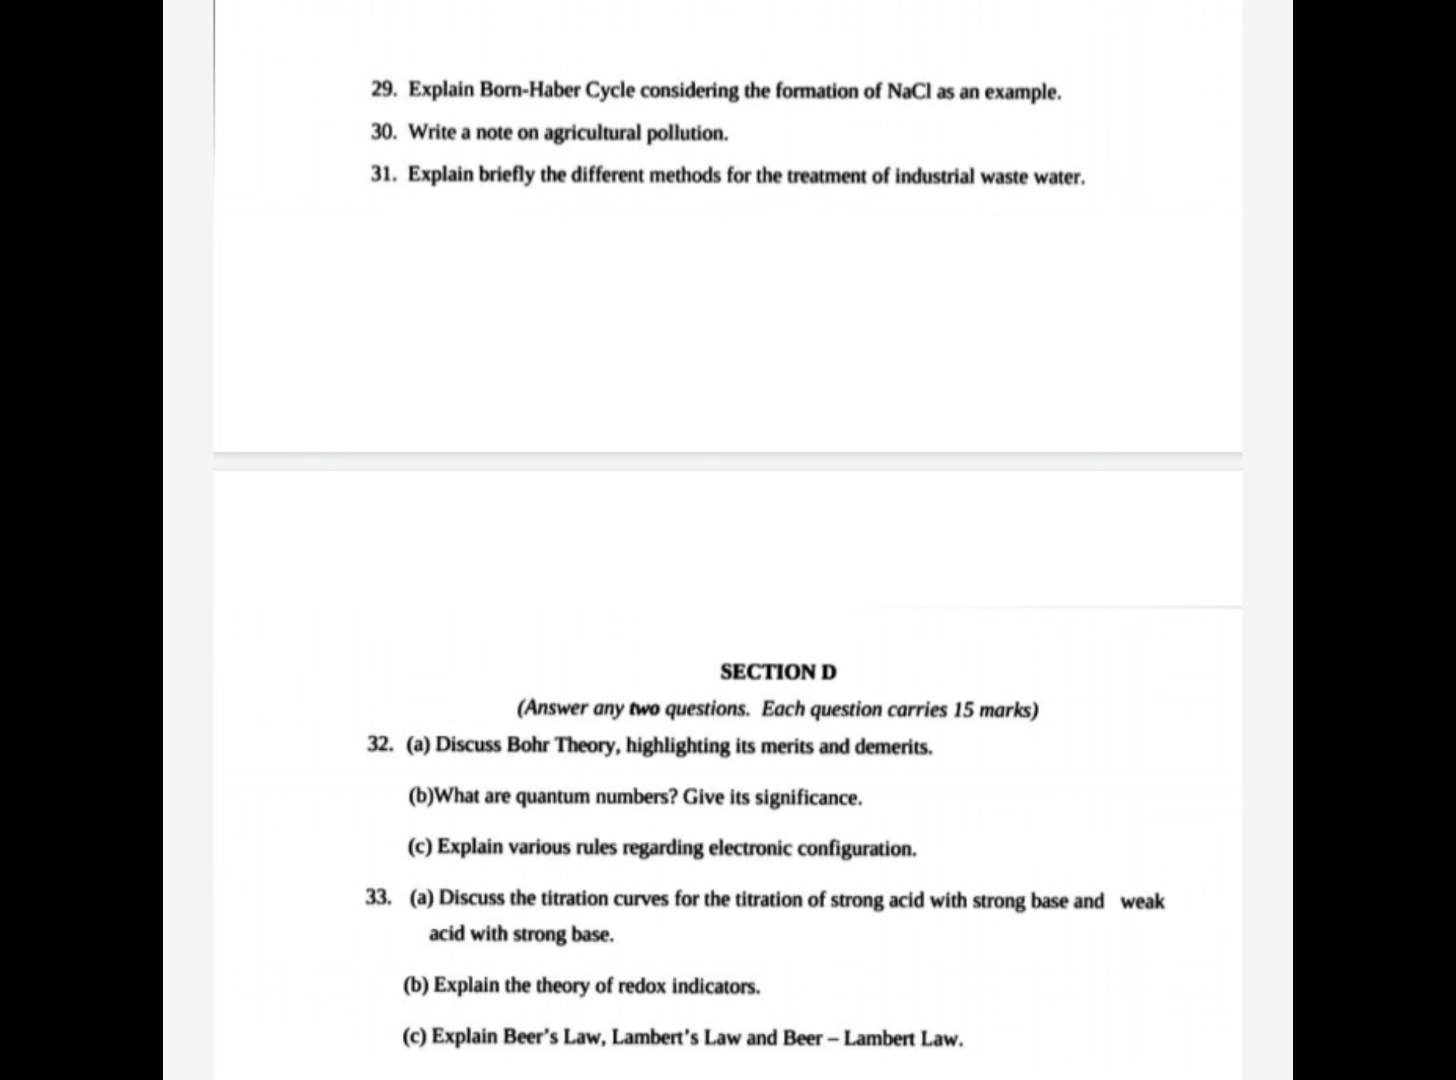 29. Explain Born-Haber Cycle considering the formation of NaCl as an example.
30. Write a note on agricultural pollution.
31. Explain briefly the different methods for the treatment of industrial waste water.
SECTION D
(Answer any two questions. Each question carries 15 marks)
32. (a) Discuss Bohr Theory, highlighting its merits and demerits.
(b)What are quantum numbers? Give its significance.
(c) Explain various rules regarding electronic configuration.
33. (a) Discuss the titration curves for the titration of strong acid with strong base and weak
acid with strong base.
(b) Explain the theory of redox indicators.
(c) Explain Beer's Law, Lambert's Law and Beer – Lambert Law.